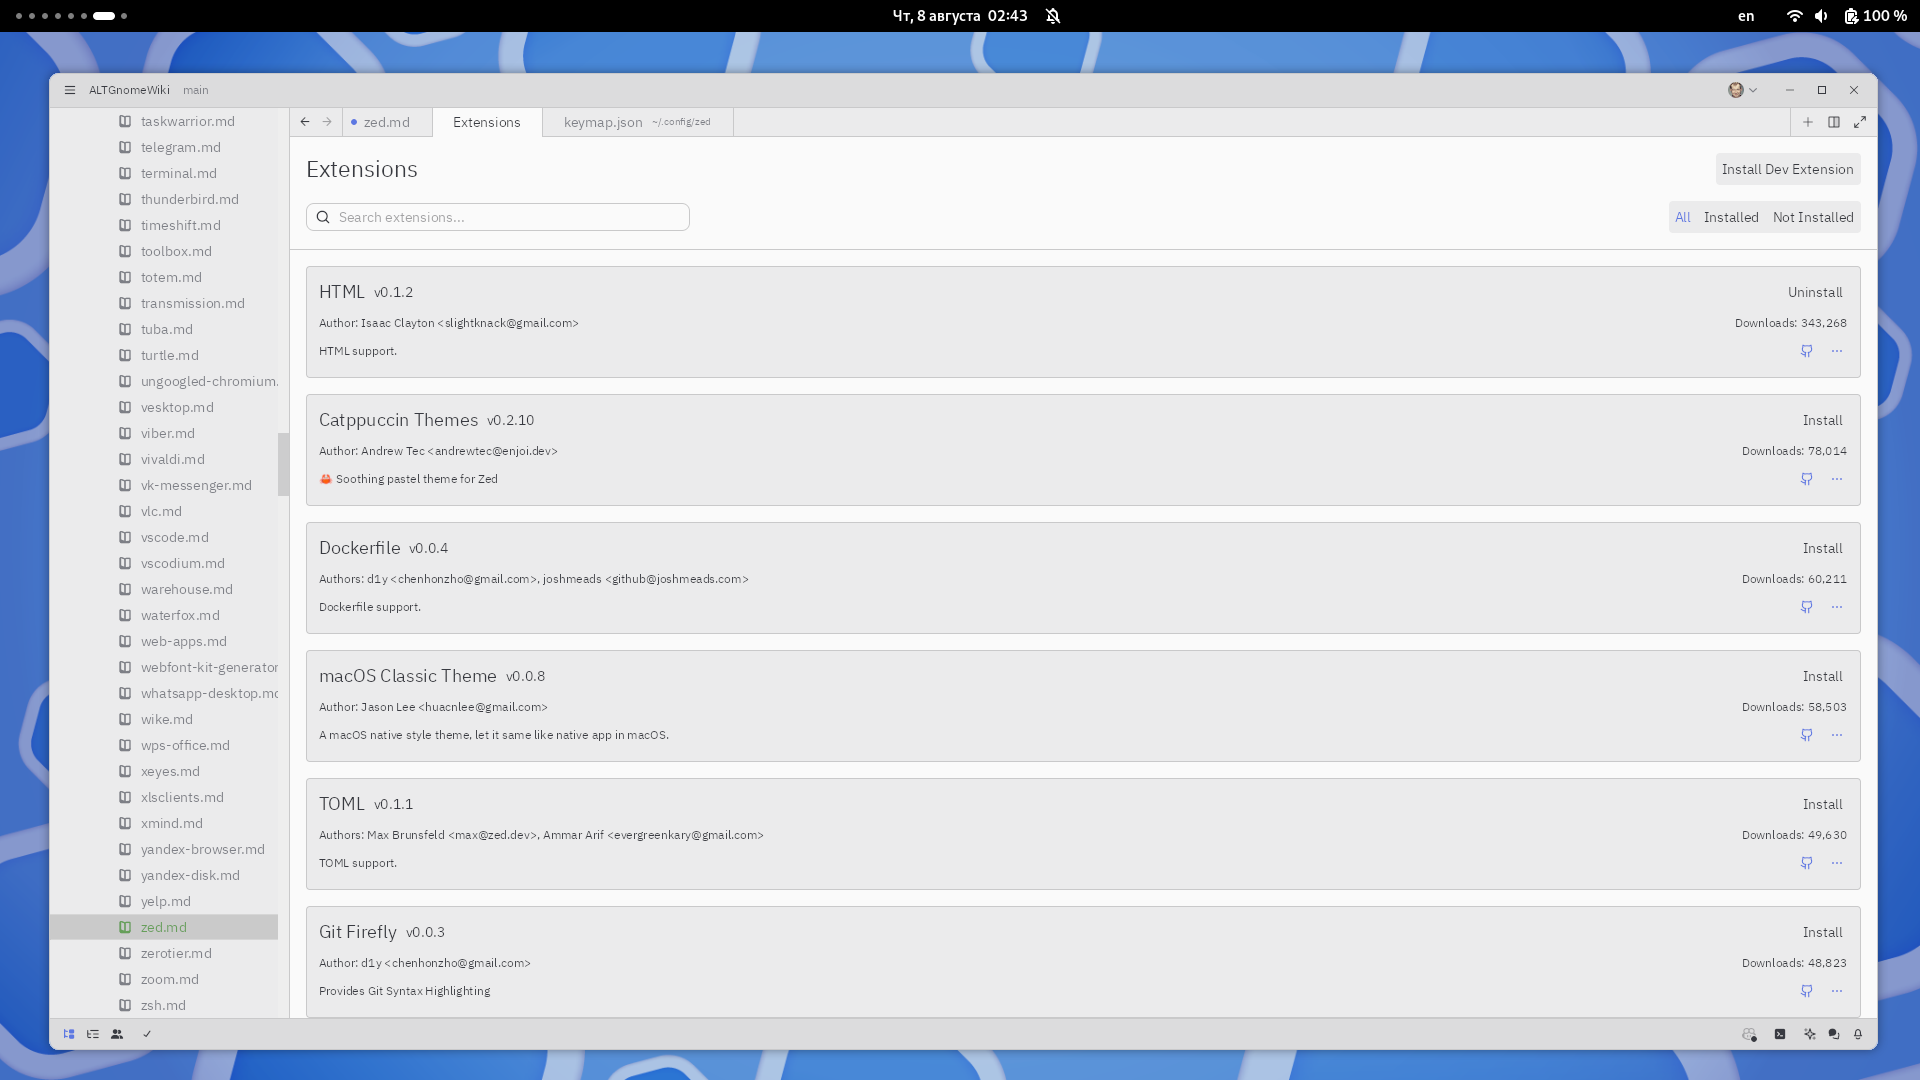 Чт, 8 августа 02:43
en
100 %
ALTGnomeWiki main
taskwarrior.md
telegram.md
terminal.md
thunderbird.md
timeshift.md
toolbox.md
totem.md
transmission.md
tuba.md
turtle.md
ungoogled-chromium.
vesktop.md
viber.md
vivaldi.md
vk-messenger.md
vlc.md
vscode.md
vscodium.md
warehouse.md
waterfox.md
web-apps.md
webfont-kit-generator
whatsapp-desktop.md
wike.md
wps-office.md
xeyes.md
xlsclients.md
xmind.md
yandex-browser.md
yandex-disk.md
yelp.md
zed.md
zerotier.md
zoom.md
zsh.md
zed.md
Extensions
keymap.json ~/.config/zed
Extensions
Install Dev Extension
Search extensions...
All Installed Not Installed
HTML v0.1.2
Uninstall
Author: Isaac Clayton <slightknack@gmail.com>
Downloads: 343,268
HTML support.
Catppuccin Themes v0.2.10
Install
Author: Andrew Tec <andrewtec@enjoi.dev>
Downloads: 78,014
🦀 Soothing pastel theme for Zed
Dockerfile v0.0.4
Install
Authors: d1y <chenhonzho@gmail.com>, joshmeads <github@joshmeads.com>
Downloads: 60,211
Dockerfile support.
macOS Classic Theme v0.0.8
Install
Author: Jason Lee <huacnlee@gmail.com>
Downloads: 58,503
A macOS native style theme, let it same like native app in macOS.
TOML v0.1.1
Install
Authors: Max Brunsfeld <max@zed.dev>, Ammar Arif <evergreenkary@gmail.com>
Downloads: 49,630
TOML support.
Git Firefly v0.0.3
Install
Author: d1y <chenhonzho@gmail.com>
Downloads: 48,823
Provides Git Syntax Highlighting